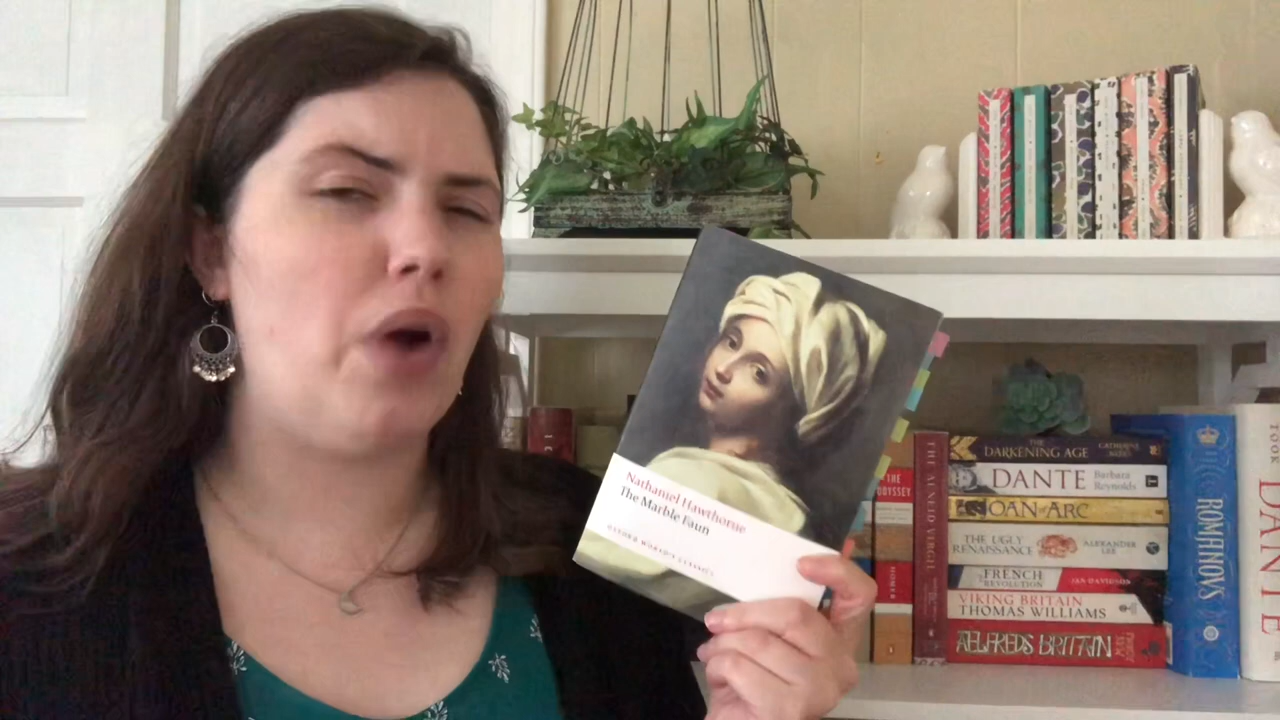 Nathaniel Hawthorne
The Marble Faun
OXFORD WORLD'S CLASSICS
THE
ODYSSEY
HOMER
THE AENEID VIRGIL
THE
DARKENING AGE
CATHERINE
NIXEY
DANTE
Barbara
Reynolds
JOAN OF ARC
THE UGLY
RENAISSANCE
ALEXANDER
LEE
FRENCH
REVOLUTION
IAN DAVIDSON
VIKING BRITAIN
THOMAS WILLIAMS
ÆLFRED'S BRITAIN
ROMANOVS
DANTE